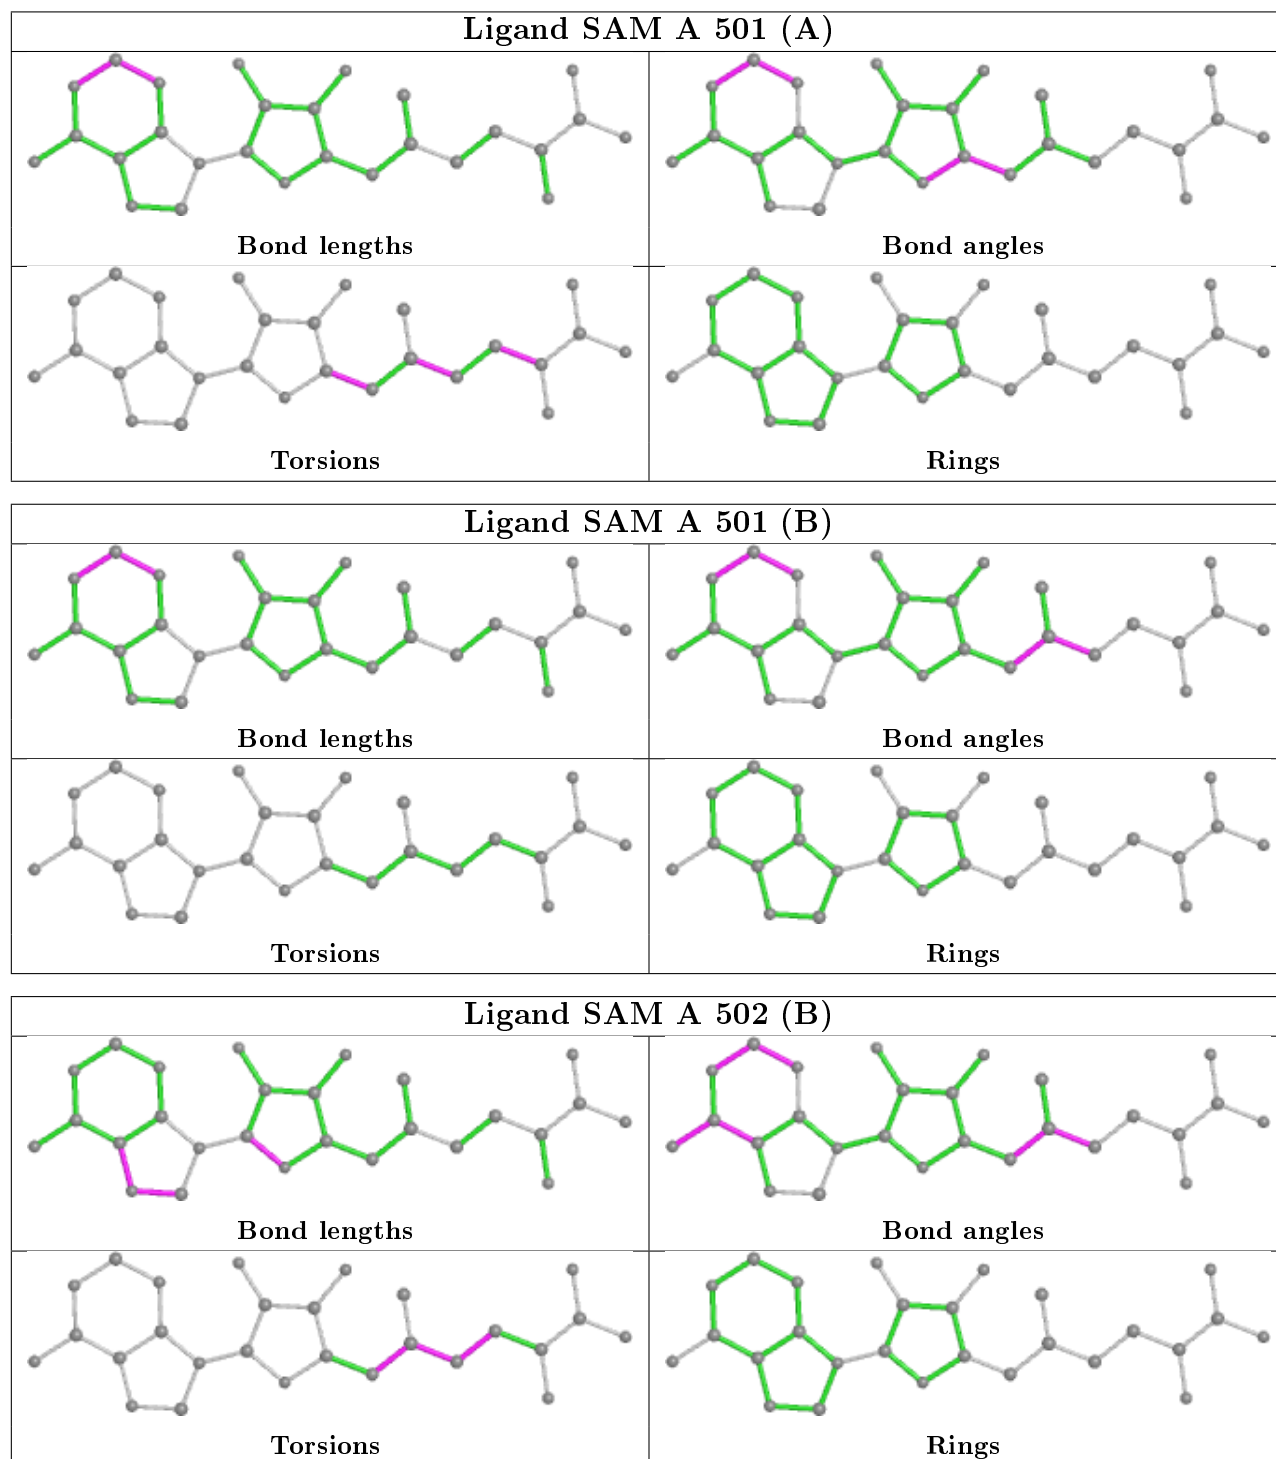 Ligand SAM A 501 (A)
Bond lengths
Bond angles
Torsions
Rings
Ligand SAM A 501 (B)
Bond lengths
Bond angles
Torsions
Rings
Ligand SAM A 502 (B)
Bond lengths
Bond angles
Torsions
Rings